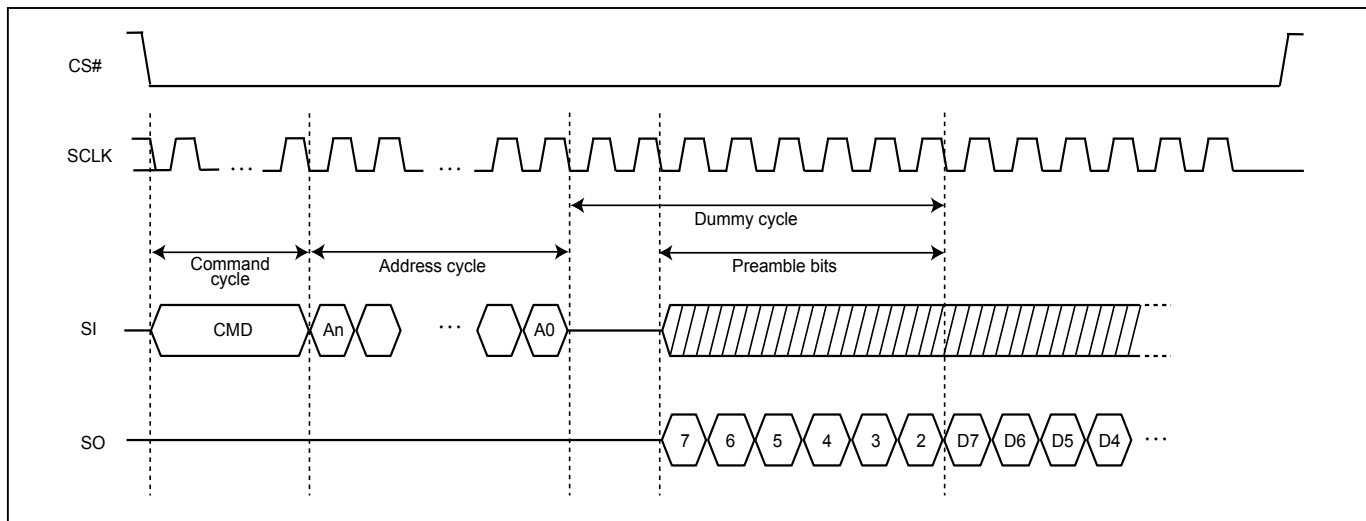 CS#
SCLK
... ...
Dummy cycle
Command cycle
Address cycle
Preamble bits
SI
CMD An ... A0
SO
7 6 5 4 3 2 D7 D6 D5 D4 ...